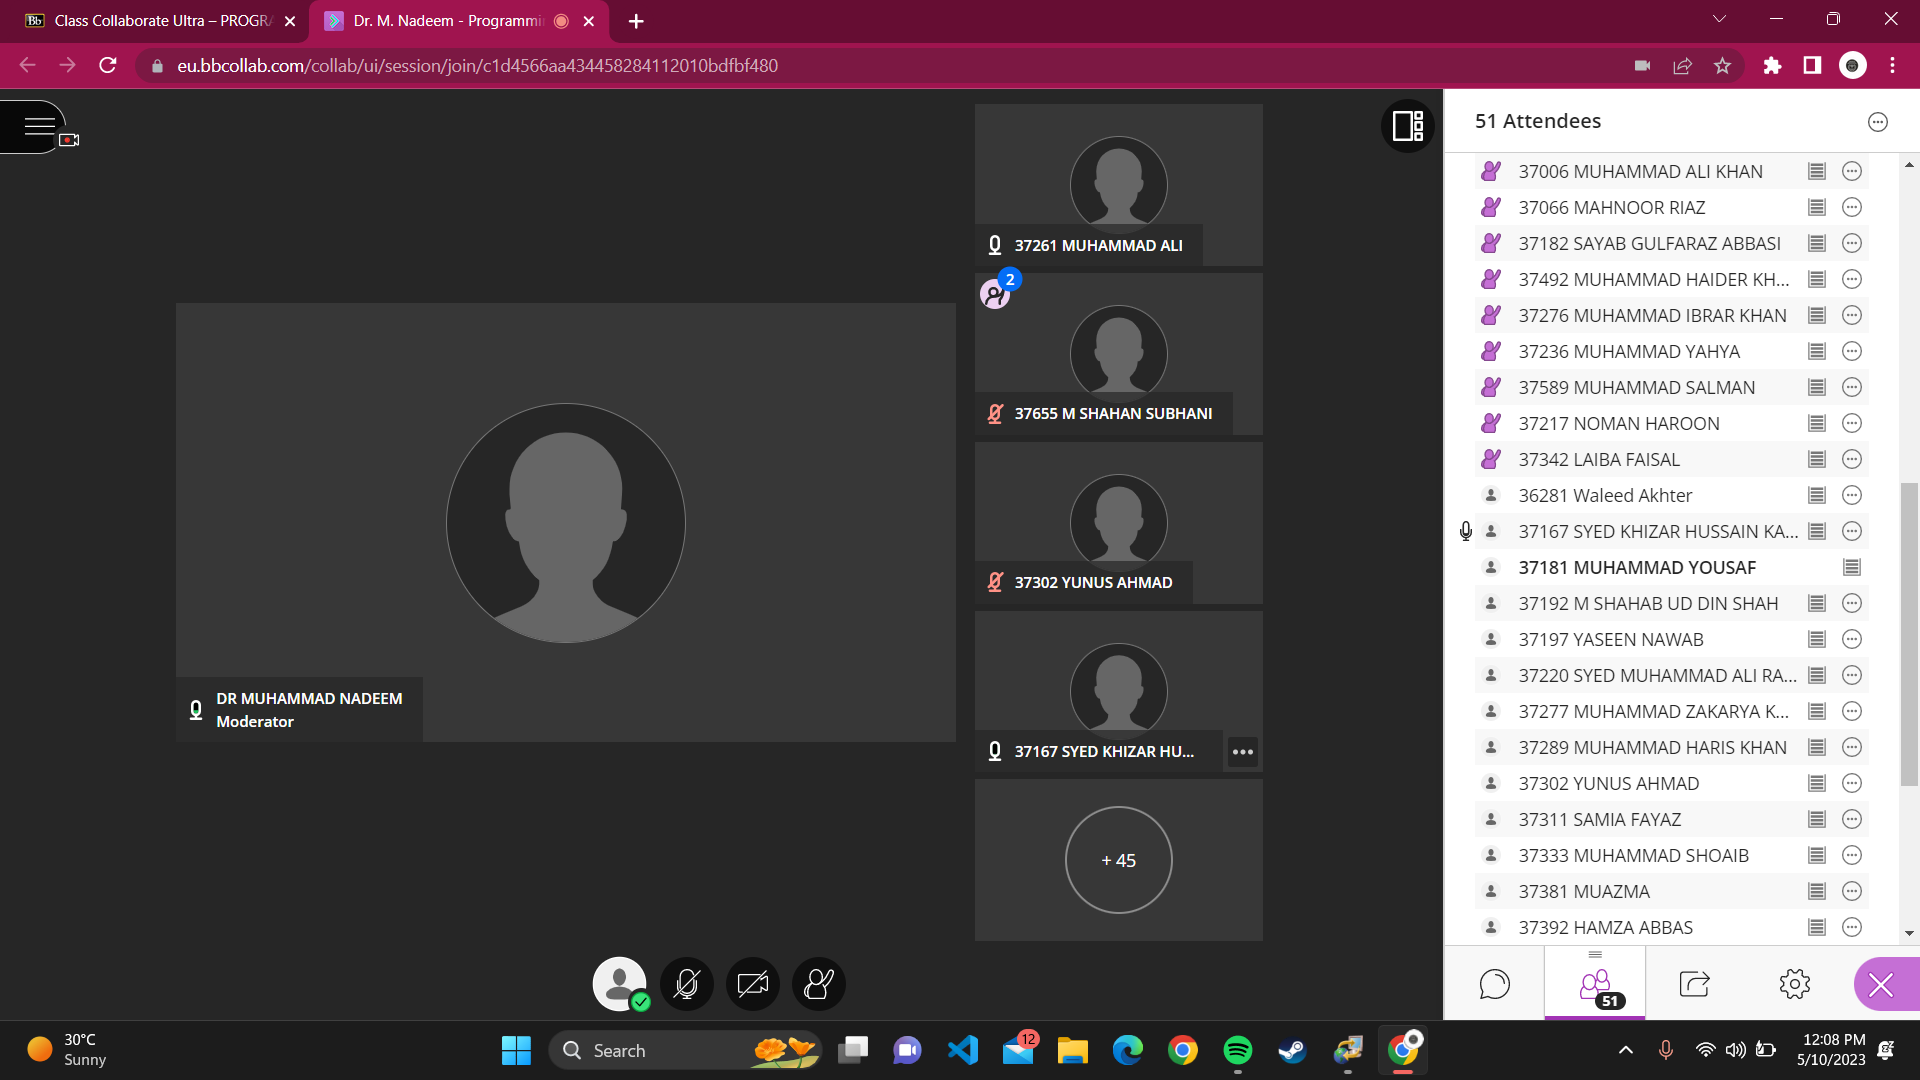 Bb Class Collaborate Ultra – PROGRA
Dr. M. Nadeem - Programmin
eu.bbcollab.com/collab/ui/session/join/c1d4566aa434458284112010bdfbf480
37261 MUHAMMAD ALI
2
37655 M SHAHAN SUBHANI
37302 YUNUS AHMAD
DR MUHAMMAD NADEEM
Moderator
37167 SYED KHIZAR HU...
+ 45
51 Attendees
37006 MUHAMMAD ALI KHAN
37066 MAHNOOR RIAZ
37182 SAYAB GULFARAZ ABBASI
37492 MUHAMMAD HAIDER KH...
37276 MUHAMMAD IBRAR KHAN
37236 MUHAMMAD YAHYA
37589 MUHAMMAD SALMAN
37217 NOMAN HAROON
37342 LAIBA FAISAL
36281 Waleed Akhter
37167 SYED KHIZAR HUSSAIN KA...
37181 MUHAMMAD YOUSAF
37192 M SHAHAB UD DIN SHAH
37197 YASEEN NAWAB
37220 SYED MUHAMMAD ALI RA...
37277 MUHAMMAD ZAKARYA K...
37289 MUHAMMAD HARIS KHAN
37302 YUNUS AHMAD
37311 SAMIA FAYAZ
37333 MUHAMMAD SHOAIB
37381 MUAZMA
37392 HAMZA ABBAS
51
30°C
Sunny
Search
12
12:08 PM
5/10/2023